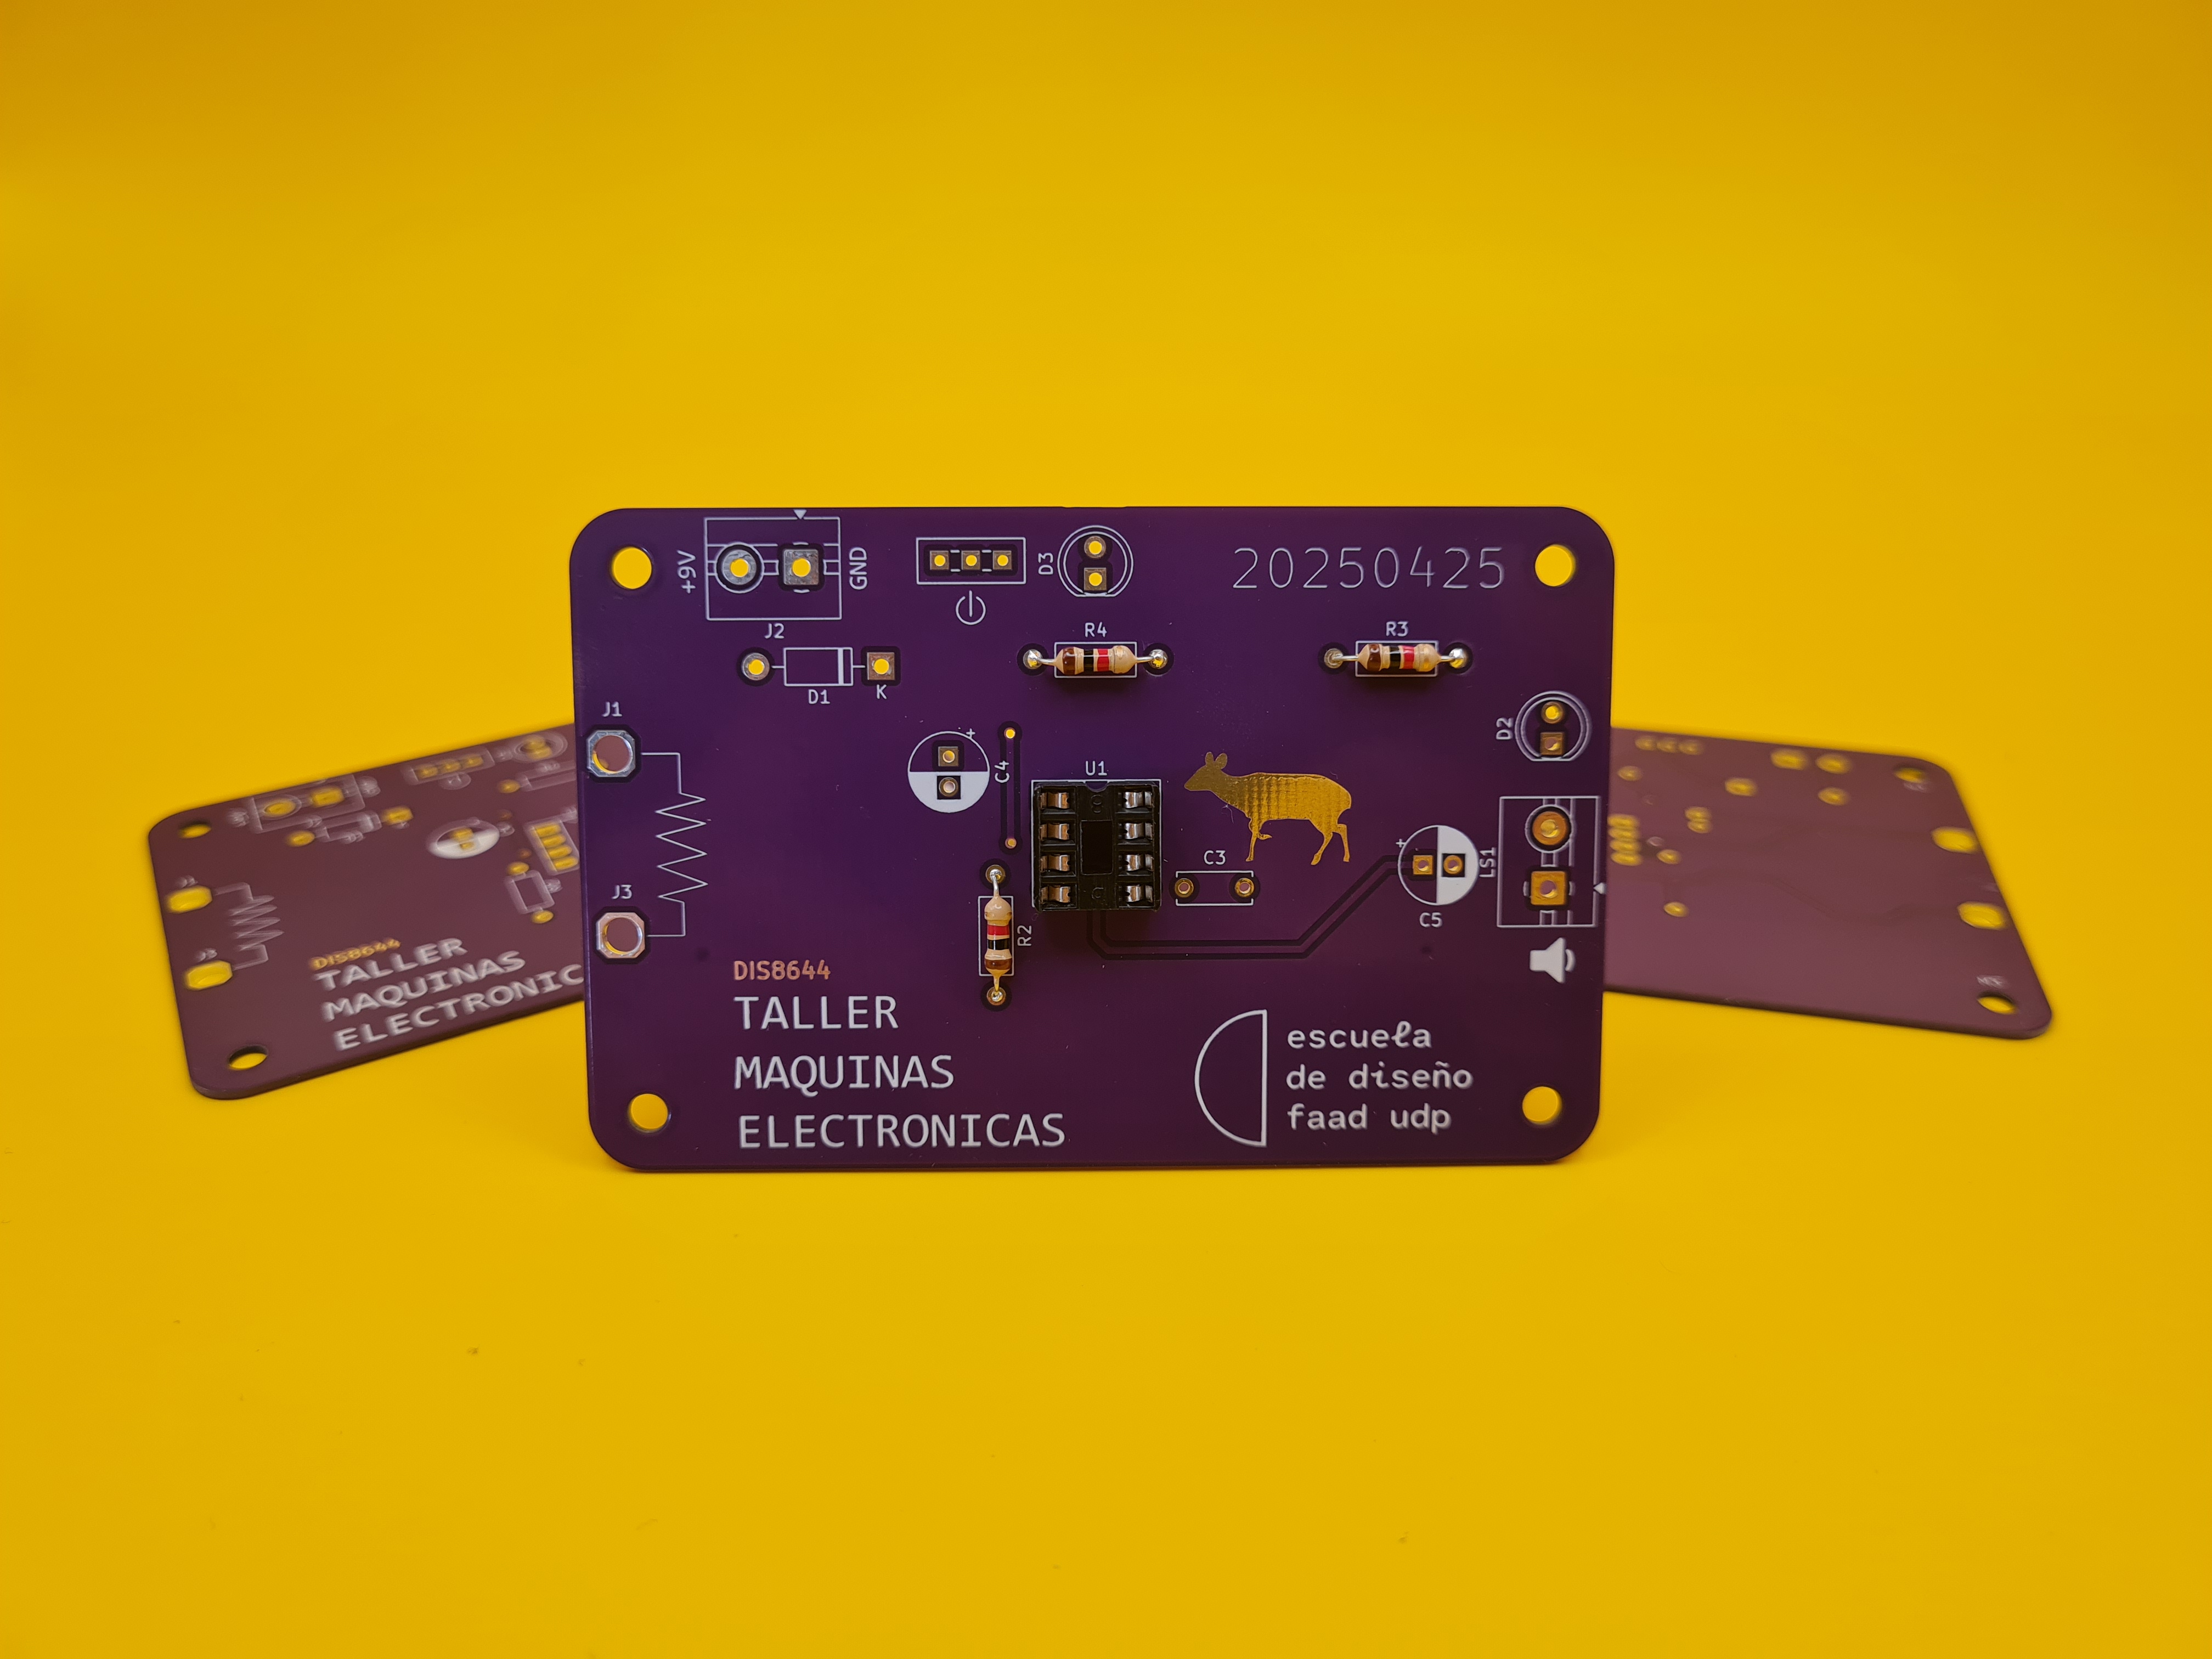 +9V
GND
J2
D3
20250425
R4
R3
D1
K
J1
D2
+
C4
U1
C3
+
LS1
J3
C5
R2
DIS8644
TALLER
MAQUINAS
ELECTRONICAS
escuela
de diseño
faad udp
J3
DIS8644
TALLER
MAQUINAS
ELECTRONIC